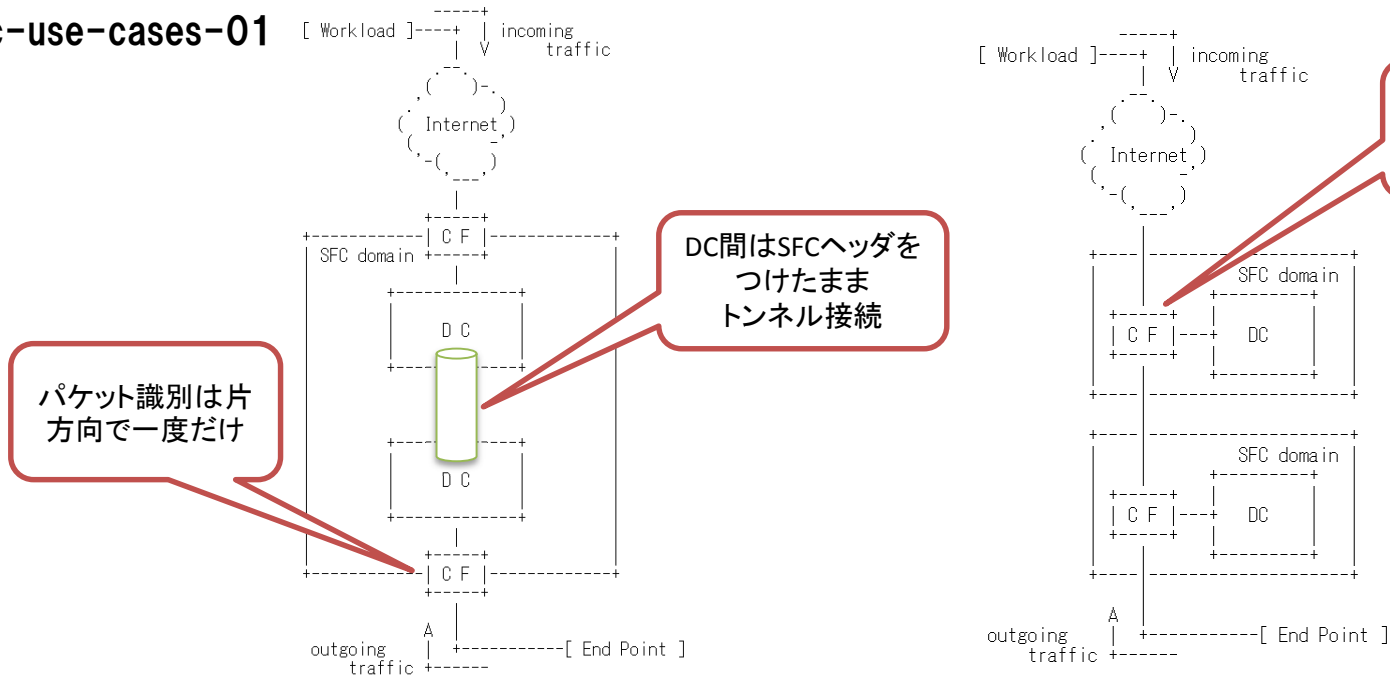 c-use-cases-01
[ Workload ]
incoming
traffic
Internet
C F
SFC domain
D C
D C
C F
outgoing
traffic
[ End Point ]
パケット識別は片
方向で一度だけ
DC間はSFCヘッダを
つけたまま
トンネル接続
[ Workload ]
incoming
traffic
Internet
SFC domain
C F
DC
SFC domain
C F
DC
outgoing
traffic
[ End Point ]